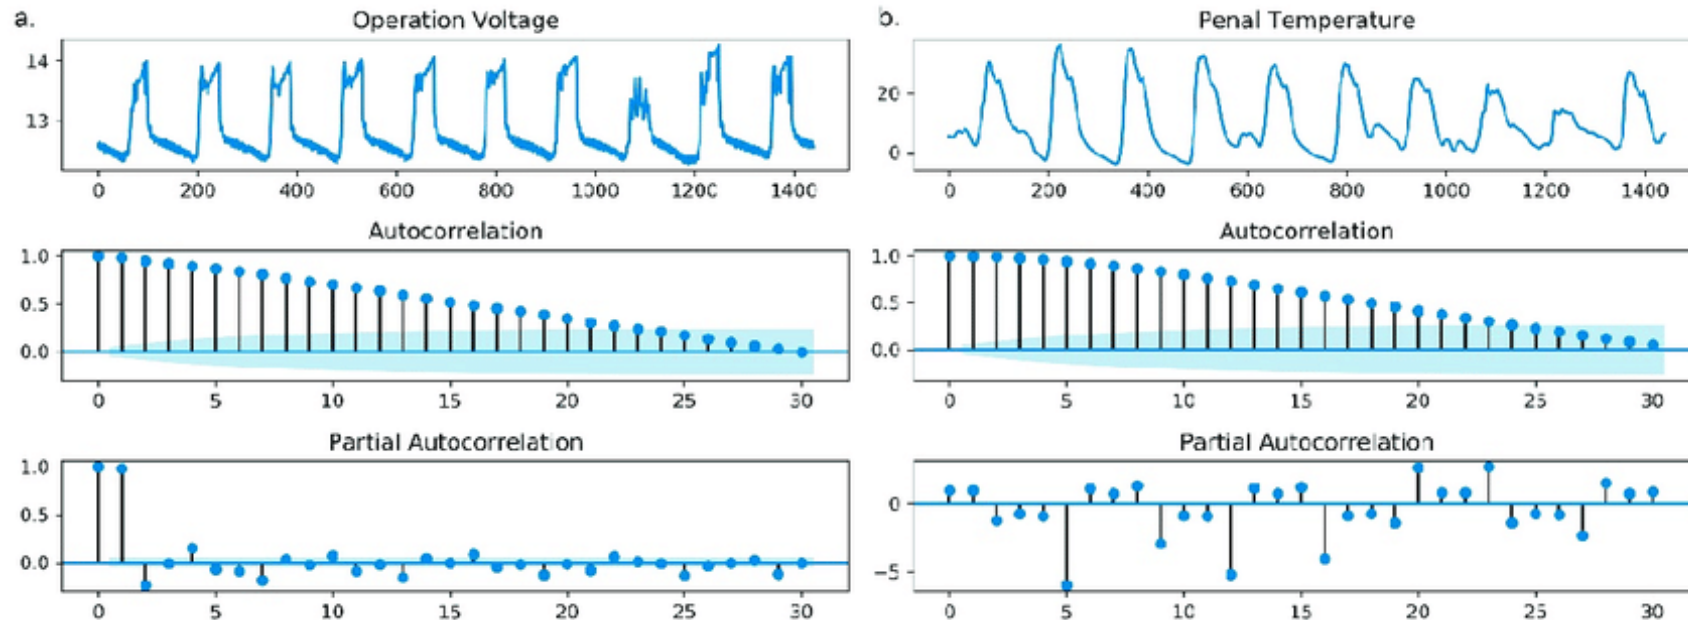 a.
Operation Voltage
14
13
0 200 400 600 800 1000 1200 1400
Autocorrelation
1.0
0.5
0.0
0 5 10 15 20 25 30
Partial Autocorrelation
1.0
0.5
0.0
0 5 10 15 20 25 30
b.
Penal Temperature
20
0
0 200 400 600 800 1000 1200 1400
Autocorrelation
1.0
0.5
0.0
0 5 10 15 20 25 30
Partial Autocorrelation
0
−5
0 5 10 15 20 25 30